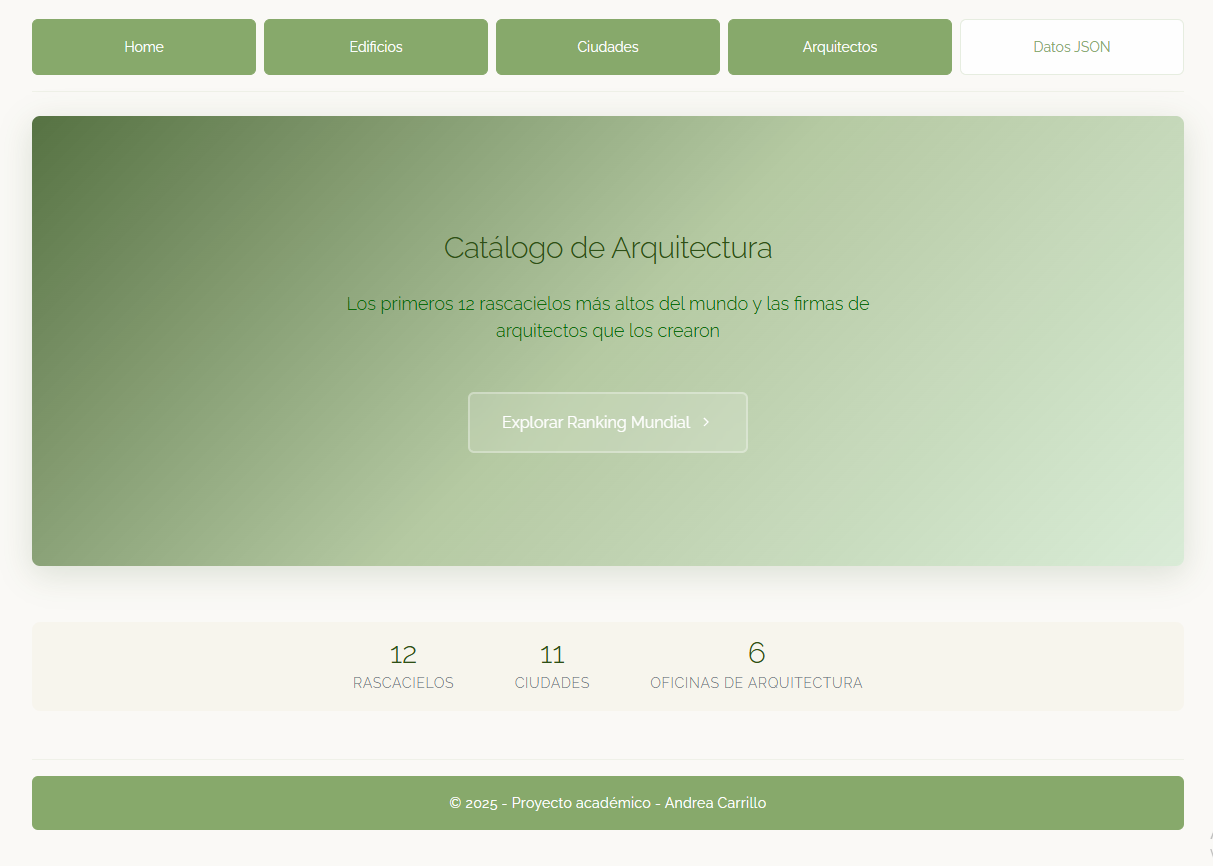 Home
Edificios
Ciudades
Arquitectos
Datos JSON
Catálogo de Arquitectura
Los primeros 12 rascacielos más altos del mundo y las firmas de
arquitectos que los crearon
Explorar Ranking Mundial
12
RASCACIELOS
11
CIUDADES
6
OFICINAS DE ARQUITECTURA
© 2025 - Proyecto académico - Andrea Carrillo